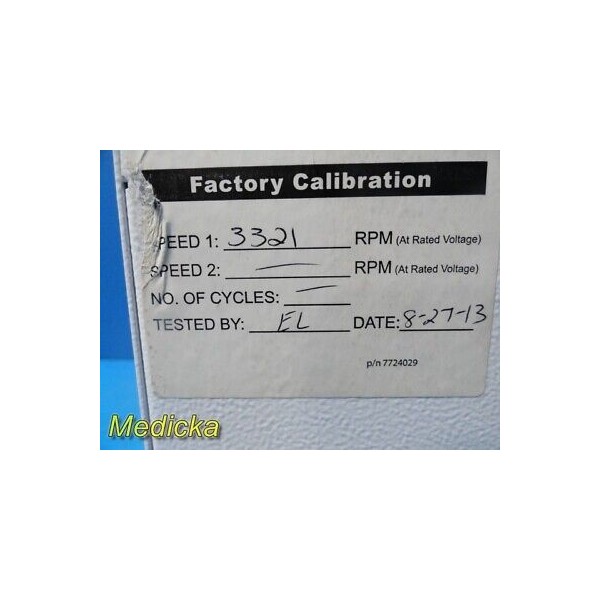 Factory Calibration
SPEED 1: 3321 RPM (At Rated Voltage)
SPEED 2: — RPM (At Rated Voltage)
NO. OF CYCLES: —
TESTED BY: EL DATE: 8-27-13
p/n 7724029
Medicka